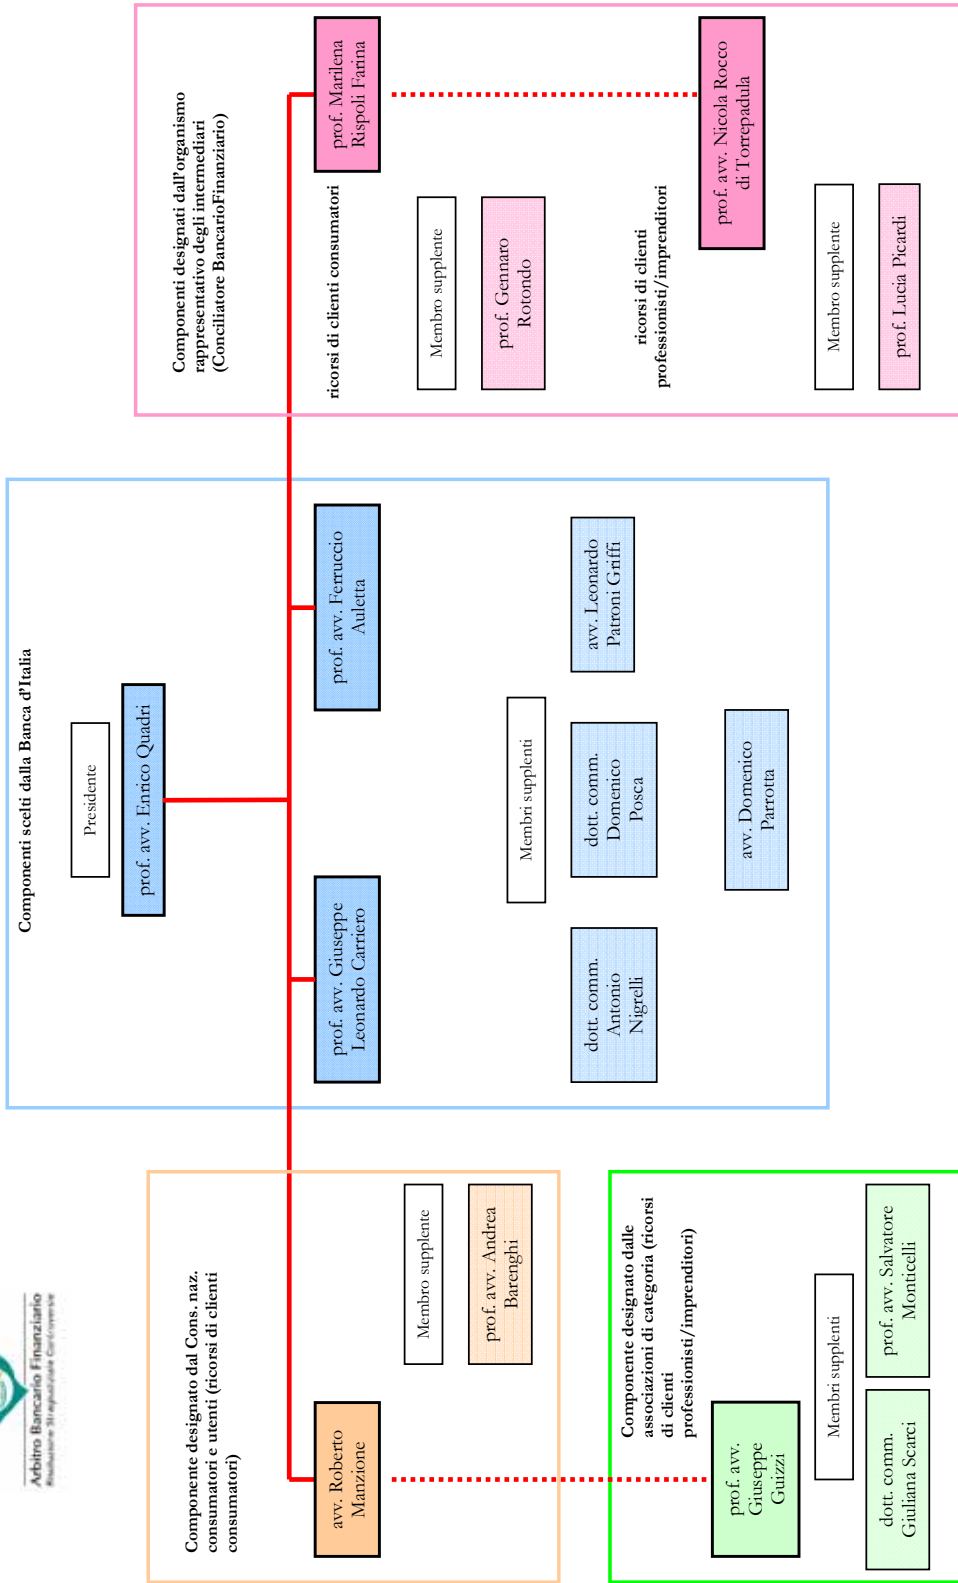 Arbitro Bancario Finanziario
Risoluzione Stragiudiziale Controversie
Componenti scelti dalla Banca d'Italia
Presidente
prof. avv. Enrico Quadri
prof. avv. Giuseppe
Leonardo Carriero
prof. avv. Ferruccio
Auletta
Membri supplenti
dott. comm.
Antonio
Nigrelli
dott. comm.
Domenico
Posca
avv. Leonardo
Patroni Griffi
avv. Domenico
Parrotta
Componente designato dal Cons. naz.
consumatori e utenti (ricorsi di clienti
consumatori)
avv. Roberto
Manzione
Membro supplente
prof. avv. Andrea
Barenghi
Componente designato dalle
associazioni di categoria (ricorsi
di clienti
professionisti/imprenditori)
prof. avv.
Giuseppe
Guizzi
Membri supplenti
dott. comm.
Giuliana Scarci
prof. avv. Salvatore
Monticelli
Componenti designati dall'organismo
rappresentativo degli intermediari
(Conciliatore BancarioFinanziario)
prof. Marilena
Rispoli Farina
ricorsi di clienti consumatori
Membro supplente
prof. Gennaro
Rotondo
ricorsi di clienti
professionisti/imprenditori
prof. avv. Nicola Rocco
di Torrepadula
Membro supplente
prof. Lucia Picardi